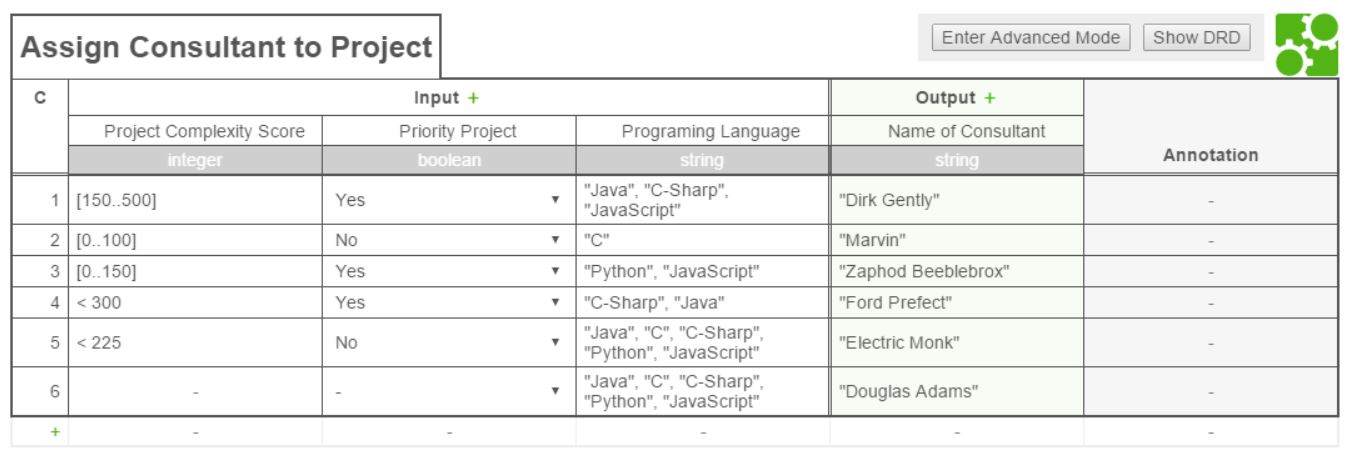 Assign Consultant to Project
Enter Advanced Mode Show DRD
C Input + Output +
Project Complexity Score Priority Project Programing Language Name of Consultant
integer boolean string string Annotation
1 [150..500] Yes ▼ "Java", "C-Sharp", "Dirk Gently" -
"JavaScript"
2 [0..100] No ▼ "C" "Marvin" -
3 [0..150] Yes ▼ "Python", "JavaScript" "Zaphod Beeblebrox" -
4 < 300 Yes ▼ "C-Sharp", "Java" "Ford Prefect" -
5 < 225 No ▼ "Java", "C", "C-Sharp", "Electric Monk" -
"Python", "JavaScript"
6 - - ▼ "Java", "C", "C-Sharp", "Douglas Adams" -
"Python", "JavaScript"
+ - - - - -